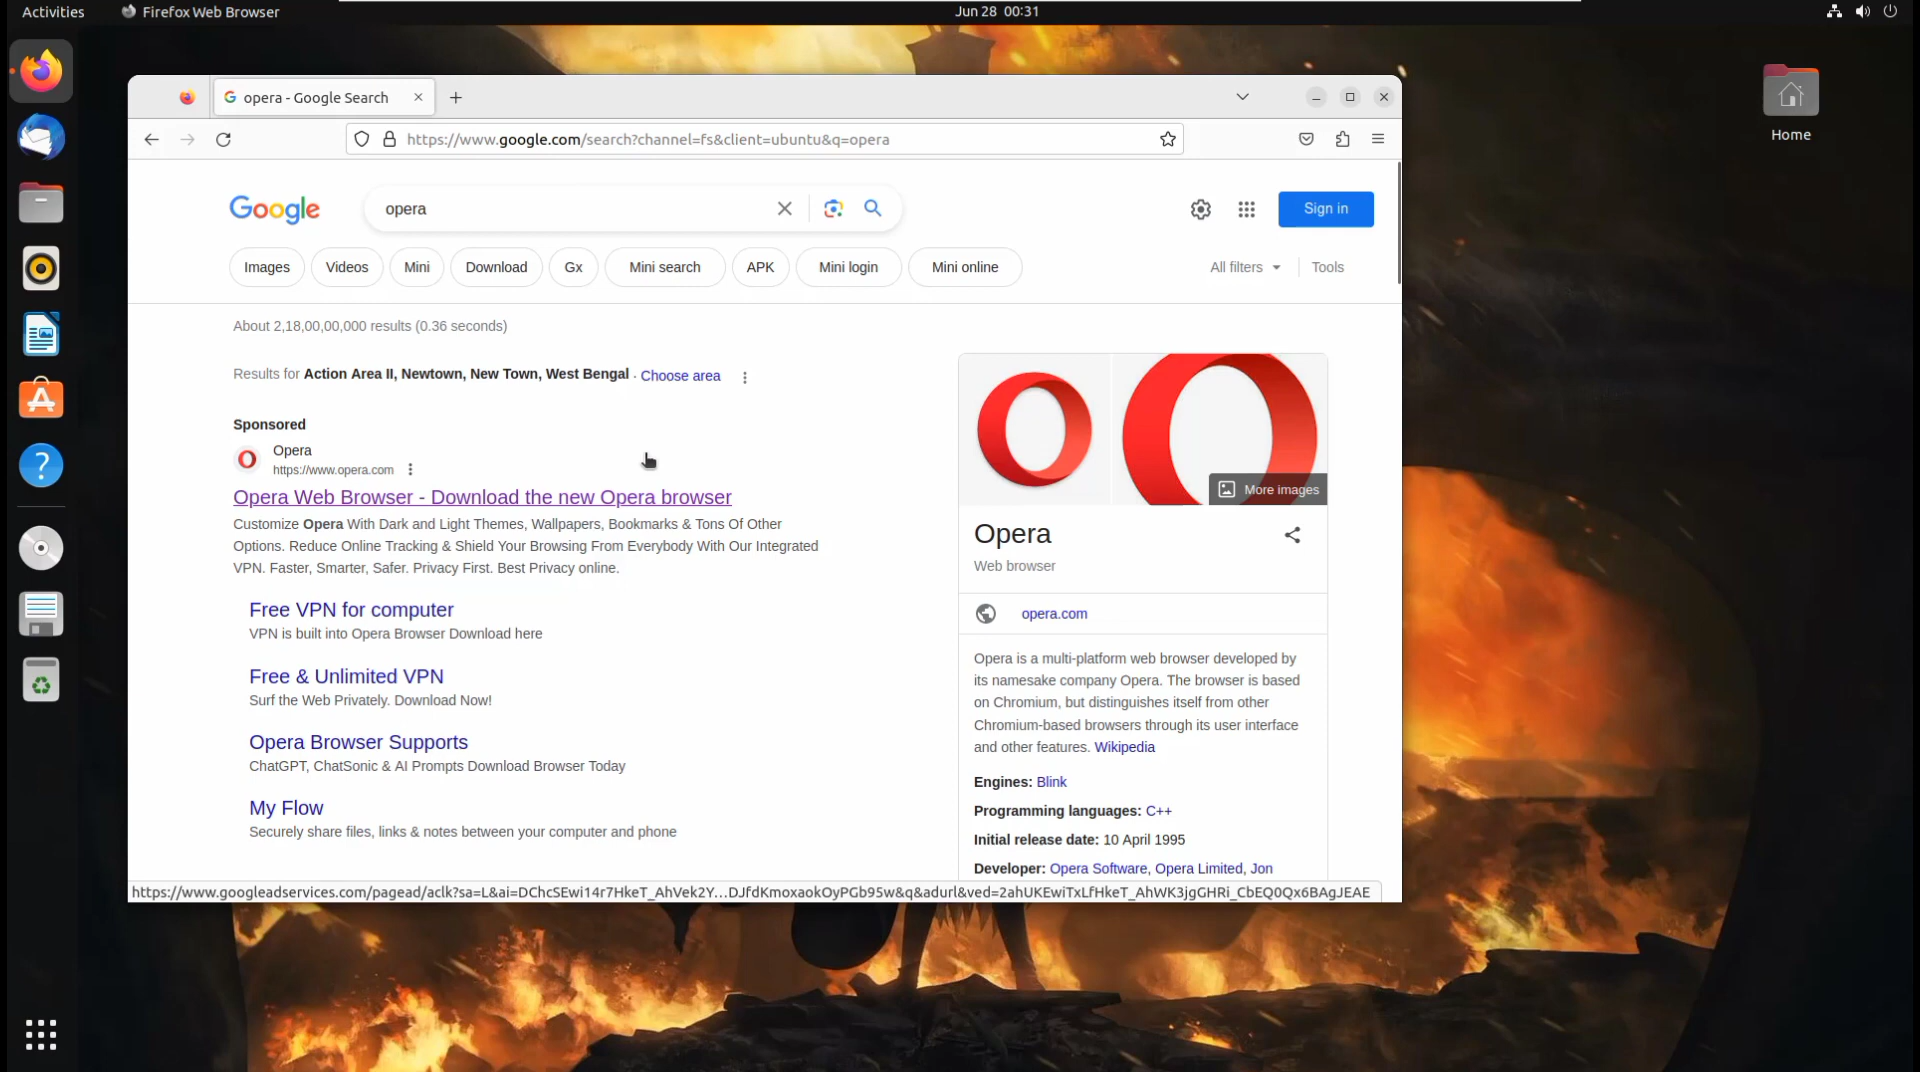 Activities
Firefox Web Browser
Jun 28 00:31
Home
opera - Google Search
https://www.google.com/search?channel=fs&client=ubuntu&q=opera
Google
opera
Sign in
Images
Videos
Mini
Download
Gx
Mini search
APK
Mini login
Mini online
All filters
Tools
About 2,18,00,00,000 results (0.36 seconds)
Results for Action Area II, Newtown, New Town, West Bengal · Choose area
Sponsored
Opera
https://www.opera.com
Opera Web Browser - Download the new Opera browser
Customize Opera With Dark and Light Themes, Wallpapers, Bookmarks & Tons Of Other
Options. Reduce Online Tracking & Shield Your Browsing From Everybody With Our Integrated
VPN. Faster, Smarter, Safer. Privacy First. Best Privacy online.
Free VPN for computer
VPN is built into Opera Browser Download here
Free & Unlimited VPN
Surf the Web Privately. Download Now!
Opera Browser Supports
ChatGPT, ChatSonic & AI Prompts Download Browser Today
My Flow
Securely share files, links & notes between your computer and phone
More images
Opera
Web browser
opera.com
Opera is a multi-platform web browser developed by
its namesake company Opera. The browser is based
on Chromium, but distinguishes itself from other
Chromium-based browsers through its user interface
and other features. Wikipedia
Engines: Blink
Programming languages: C++
Initial release date: 10 April 1995
Developer: Opera Software, Opera Limited, Jon
https://www.googleadservices.com/pagead/aclk?sa=L&ai=DChcSEwi14r7HkeT_AhVek2Y…DJfdKmoxaokOyPGb95w&q&adurl&ved=2ahUKEwiTxLfHkeT_AhWK3jgGHRi_CbEQ0Qx6BAgJEAE